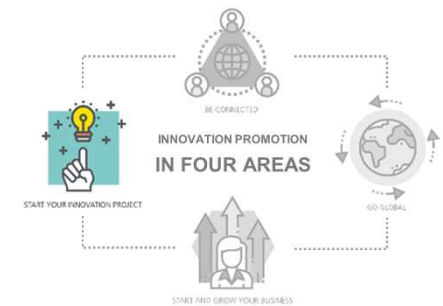 BE CONNECTED
INNOVATION PROMOTION
IN FOUR AREAS
START YOUR INNOVATION PROJECT
GO GLOBAL
START AND GROW YOUR BUSINESS